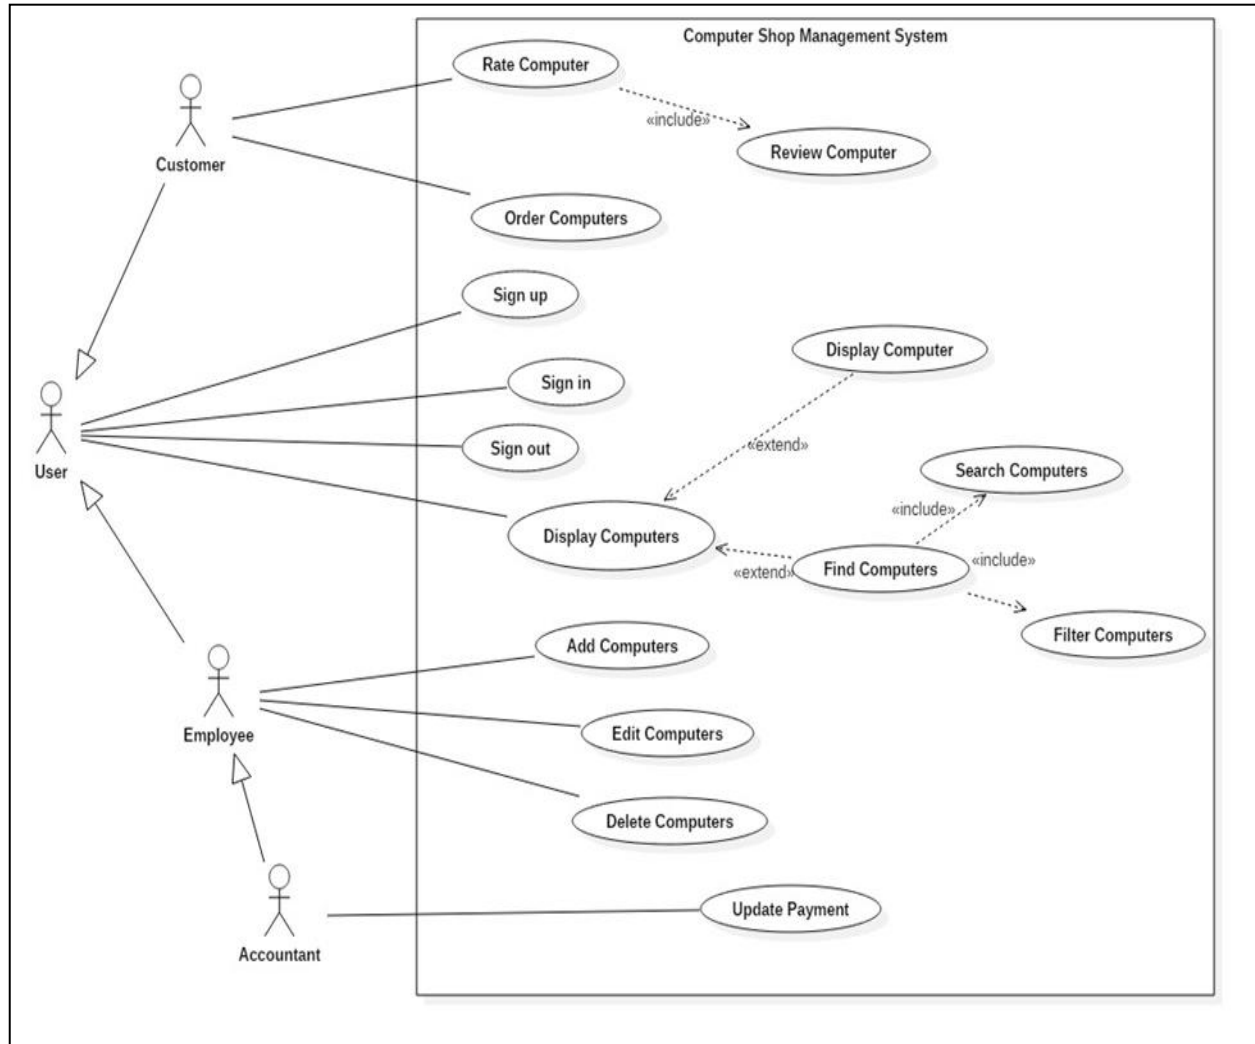 Computer Shop Management System
Rate Computer
«include»
Review Computer
Customer
Order Computers
Sign up
Display Computer
Sign in
Sign out
«extend»
User
Search Computers
«include»
Display Computers
«extend»
Find Computers
«include»
Filter Computers
Add Computers
Employee
Edit Computers
Delete Computers
Update Payment
Accountant